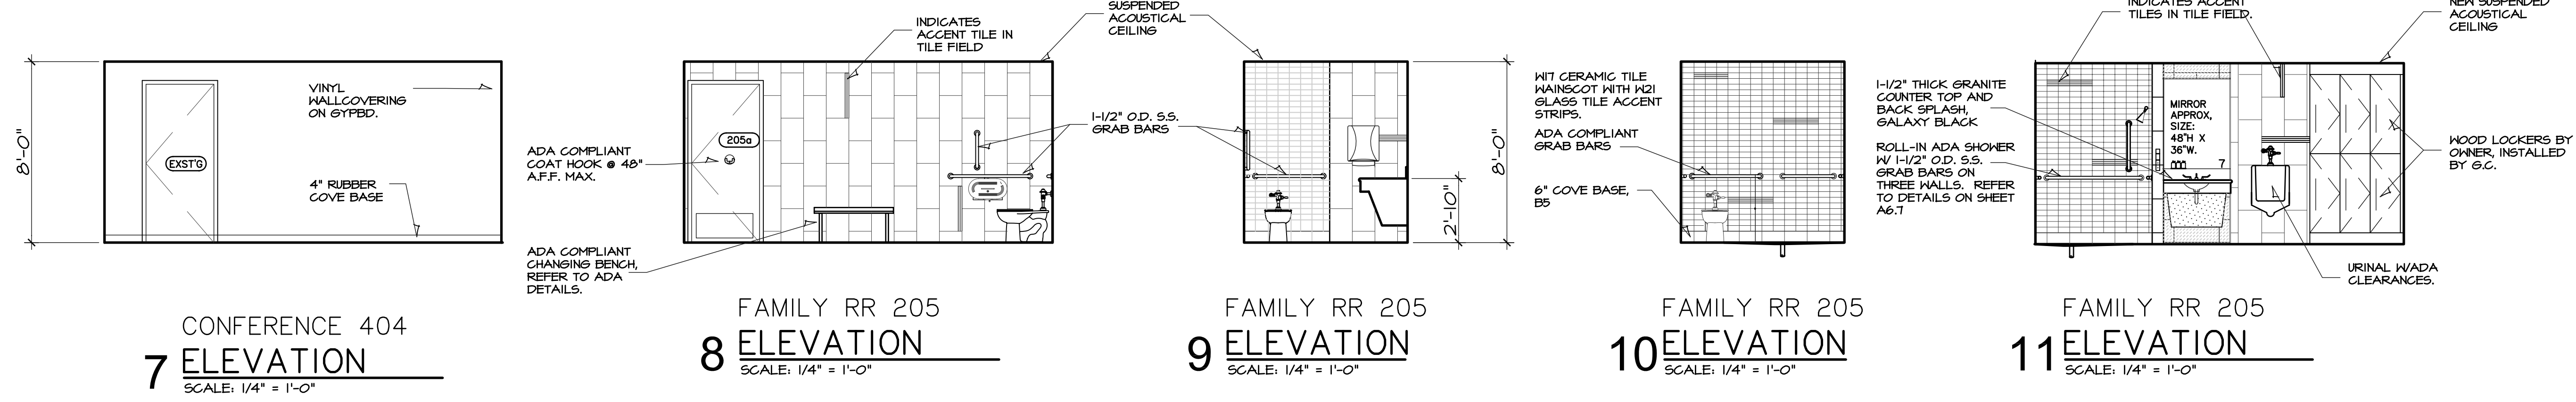 8'-0"
EXST'G
VINYL
WALLCOVERING
ON GYPBD.
4" RUBBER
COVE BASE
CONFERENCE 404
7 ELEVATION
SCALE: 1/4" = 1'-0"
ADA COMPLIANT
COAT HOOK @ 48"
A.F.F. MAX.
ADA COMPLIANT
CHANGING BENCH,
REFER TO ADA
DETAILS.
205a
INDICATES
ACCENT TILE IN
TILE FIELD
SUSPENDED
ACOUSTICAL
CEILING
1-1/2" O.D. S.S.
GRAB BARS
FAMILY RR 205
8 ELEVATION
SCALE: 1/4" = 1'-0"
2'-10"
8'-0"
FAMILY RR 205
9 ELEVATION
SCALE: 1/4" = 1'-0"
W17 CERAMIC TILE
WAINSCOT WITH W21
GLASS TILE ACCENT
STRIPS.
ADA COMPLIANT
GRAB BARS
6" COVE BASE,
B5
FAMILY RR 205
10 ELEVATION
SCALE: 1/4" = 1'-0"
1-1/2" THICK GRANITE
COUNTER TOP AND
BACK SPLASH,
GALAXY BLACK
ROLL-IN ADA SHOWER
W/ 1-1/2" O.D. S.S.
GRAB BARS ON
THREE WALLS. REFER
TO DETAILS ON SHEET
A6.7
INDICATES ACCENT
TILES IN TILE FIELD.
MIRROR
APPROX,
SIZE:
48"H X
36"W.
7
NEW SUSPENDED
ACOUSTICAL
CEILING
WOOD LOCKERS BY
OWNER, INSTALLED
BY G.C.
URINAL W/ADA
CLEARANCES.
FAMILY RR 205
11 ELEVATION
SCALE: 1/4" = 1'-0"